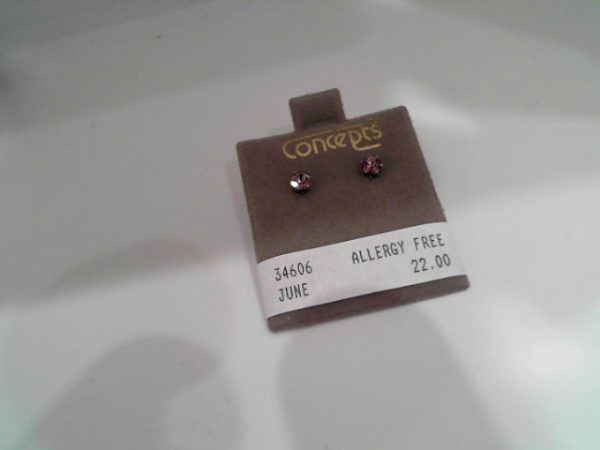 Concepts
34606 ALLERGY FREE
JUNE 22.00